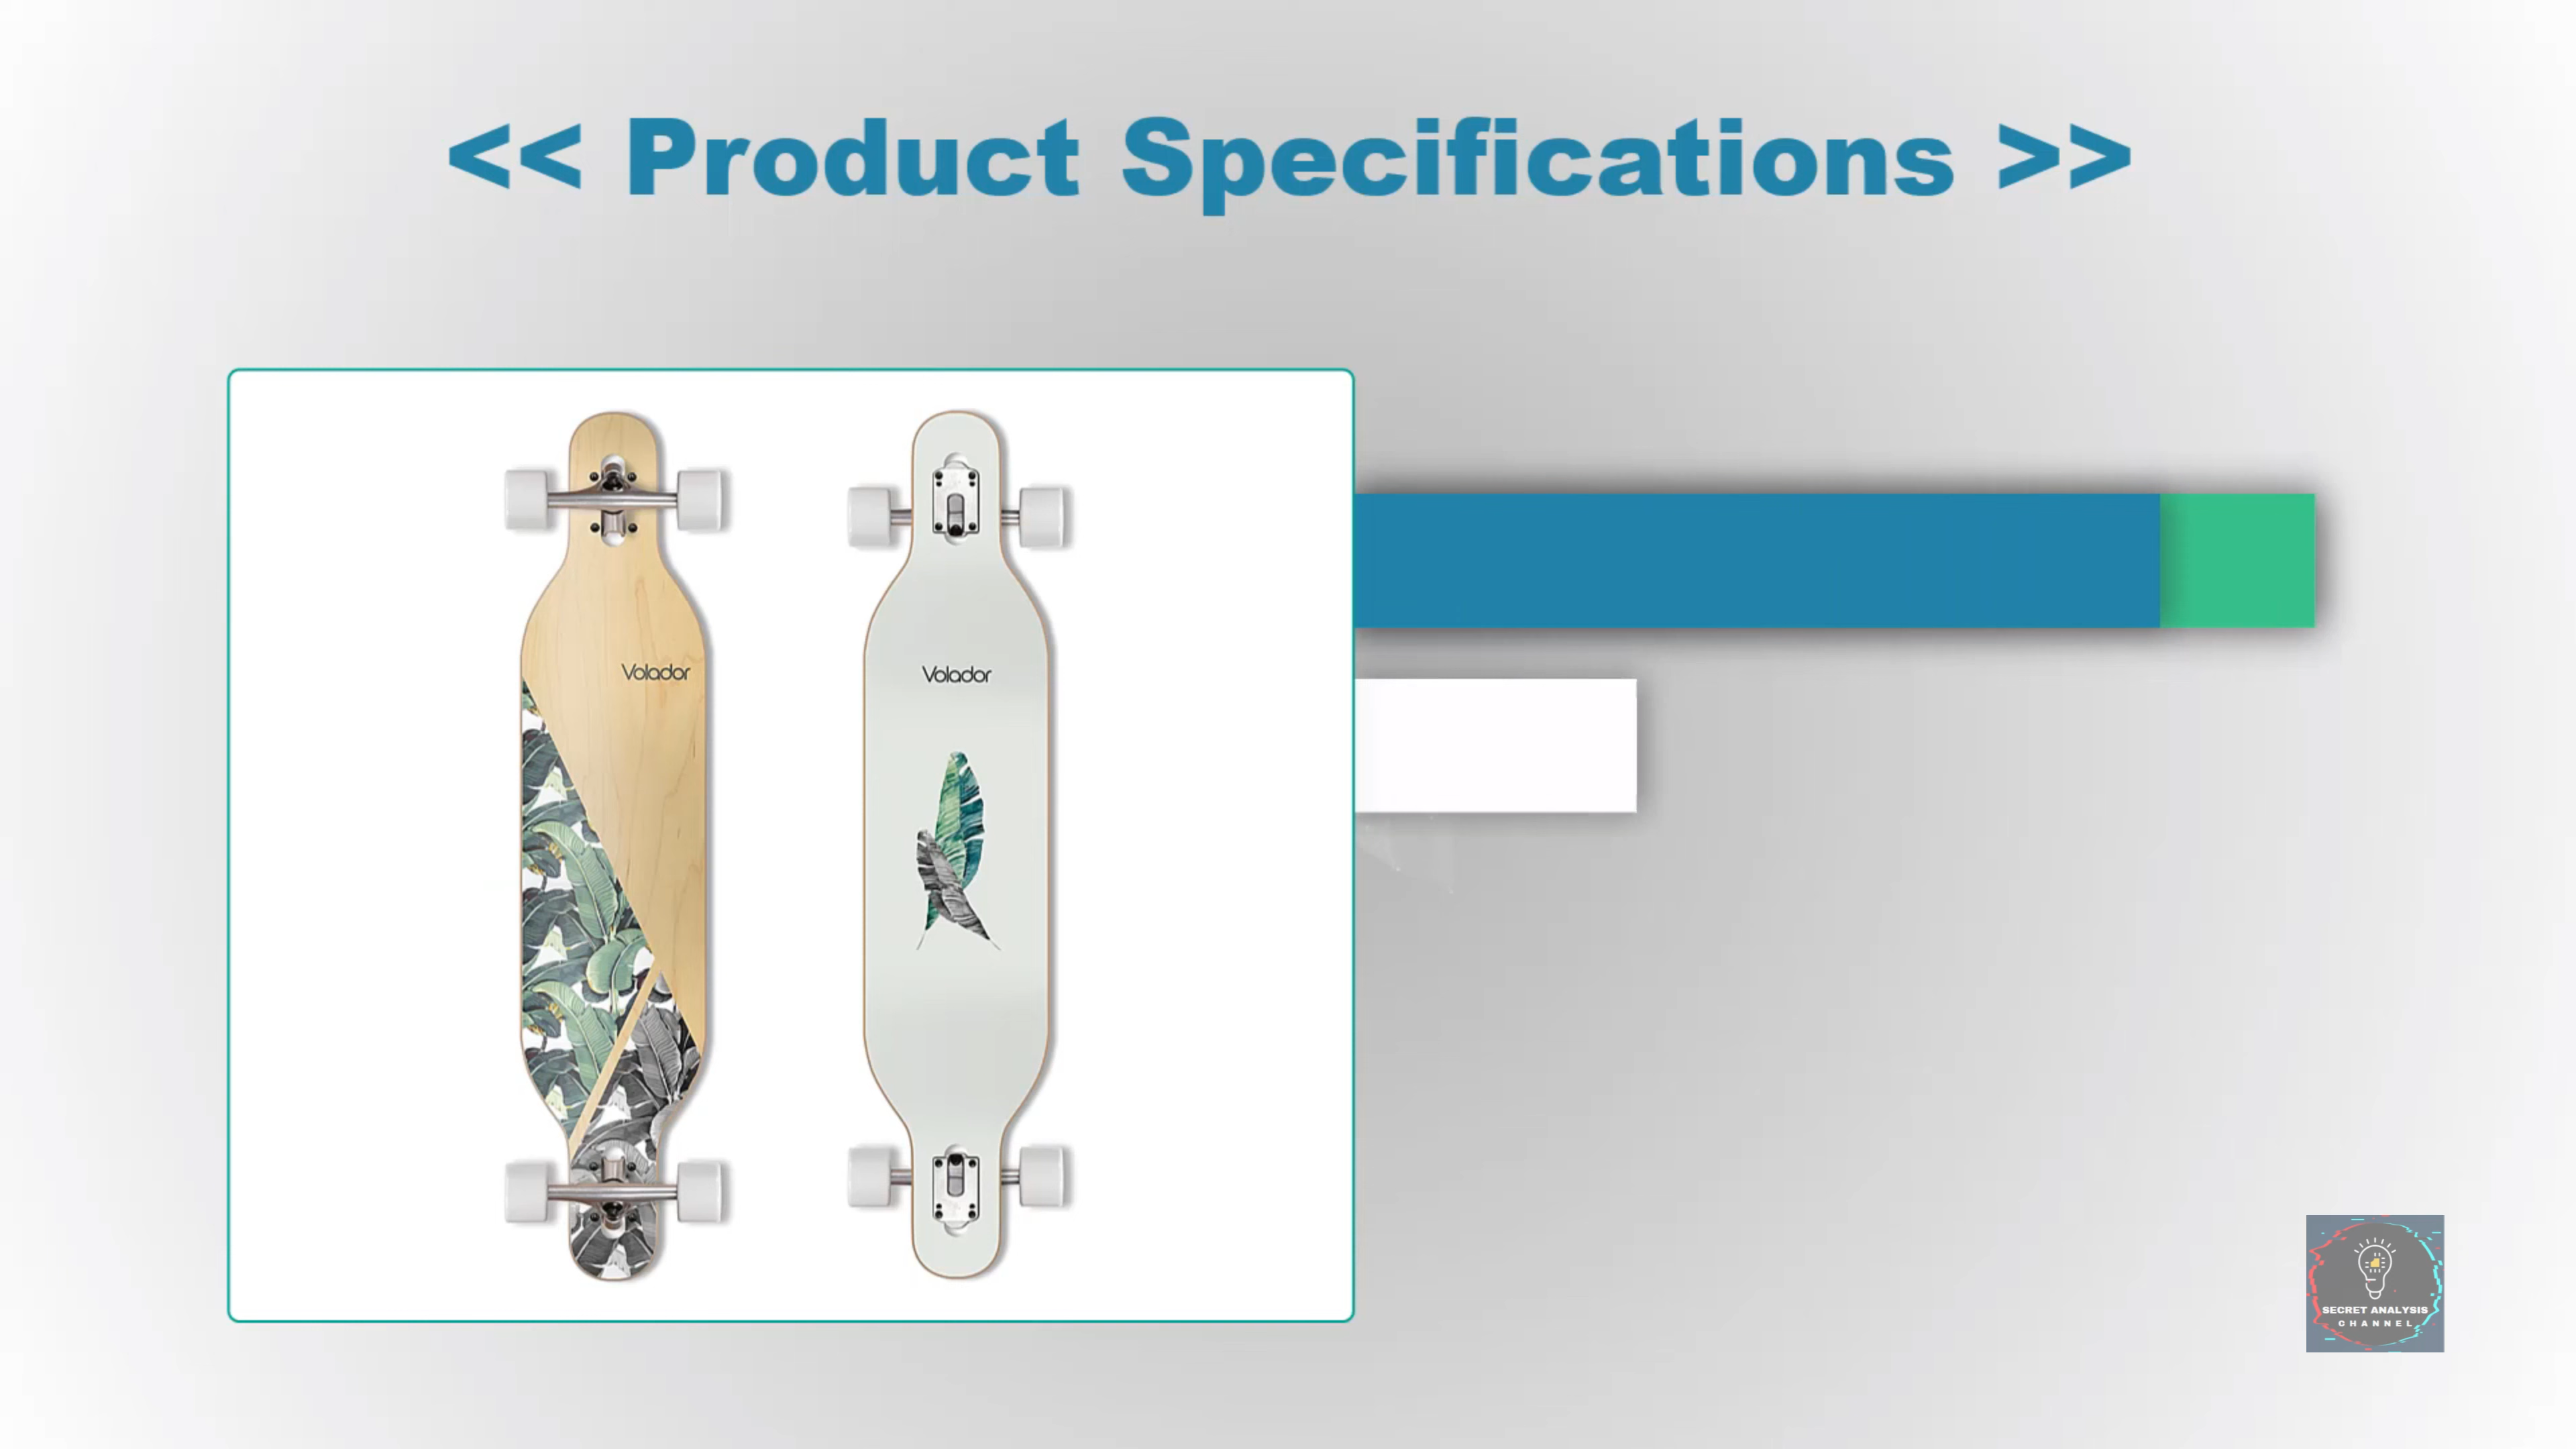 << Product Specifications >>
Volador
Volador
SECRET ANALYSIS
CHANNEL